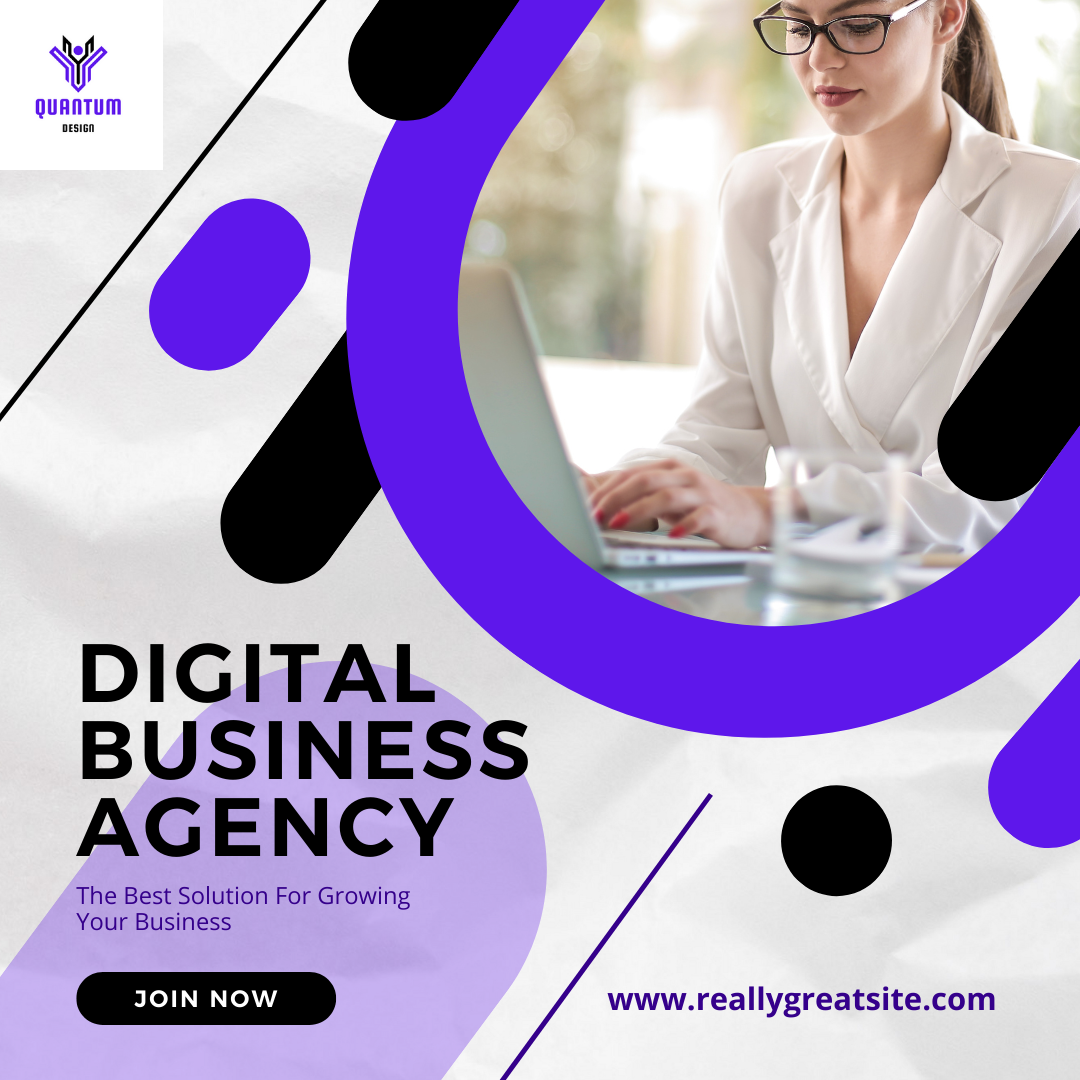 QUANTUM
DESIGN
DIGITAL
BUSINESS
AGENCY
The Best Solution For Growing
Your Business
JOIN NOW
www.reallygreatsite.com